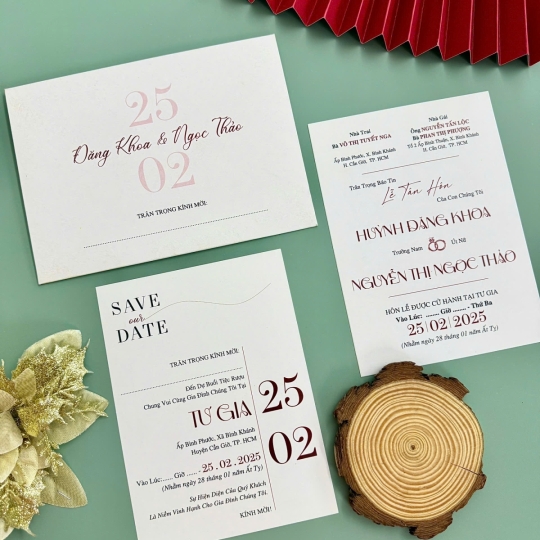 25
Đăng Khoa & Ngọc Thảo
02
TRÂN TRỌNG KÍNH MỜI
Nhà Trai
Bà VÕ THỊ TUYẾT NGA
Ấp Bình Phước, X. Bình Khánh
H. Cần Giờ, TP. HCM
Nhà Gái
Ông NGUYỄN TẤN LỘC
Bà PHAN THỊ PHƯỢNG
Tổ 2 Ấp Bình Thuận, X. Bình Khánh
H. Cần Giờ, TP. HCM
Trân Trọng Báo Tin
Lễ Tân Hôn
Của Con Chúng Tôi
HUỲNH ĐĂNG KHOA
Trưởng Nam Út Nữ
NGUYỄN THỊ NGỌC THẢO
HÔN LỄ ĐƯỢC CỬ HÀNH TẠI TƯ GIA
Vào Lúc: ....... Giờ ....... - Thứ Ba
25|02|2025
(Nhằm ngày 28 tháng 01 năm Ất Tỵ)
SAVE
our
DATE
TRÂN TRỌNG KÍNH MỜI
Đến Dự Buổi Tiệc Rượu
Chung Vui Cùng Gia Đình Chúng Tôi Tại
TƯ GIA
Ấp Bình Phước, Xã Bình Khánh
Huyện Cần Giờ, TP. HCM
Vào Lúc:...... Giờ ...... - 25 . 02 . 2025
(Nhằm ngày 28 tháng 01 năm Ất Tỵ)
Sự Hiện Diện Của Quý Khách
Là Niềm Vinh Hạnh Cho Gia Đình Chúng Tôi.
KÍNH MỜI
25
02